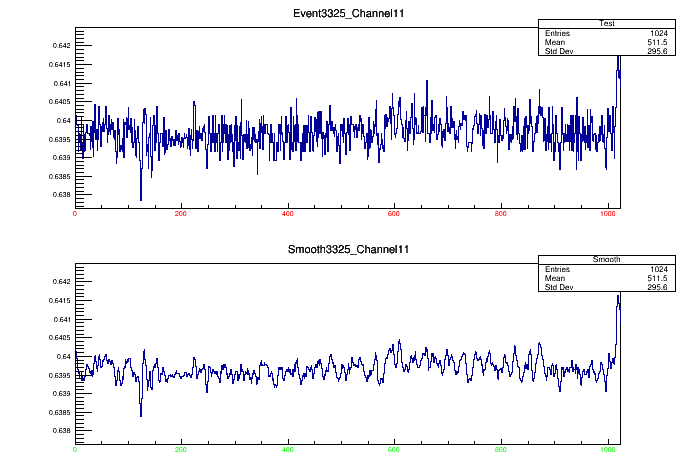 Event3325_Channel11
Test
Entries 1024
Mean 511.5
Std Dev 295.6
0.642
0.6415
0.641
0.6405
0.64
0.6395
0.639
0.6385
0.638
0 200 400 600 800 1000
Smooth3325_Channel11
Smooth
Entries 1024
Mean 511.5
Std Dev 295.6
0.642
0.6415
0.641
0.6405
0.64
0.6395
0.639
0.6385
0.638
0 200 400 600 800 1000